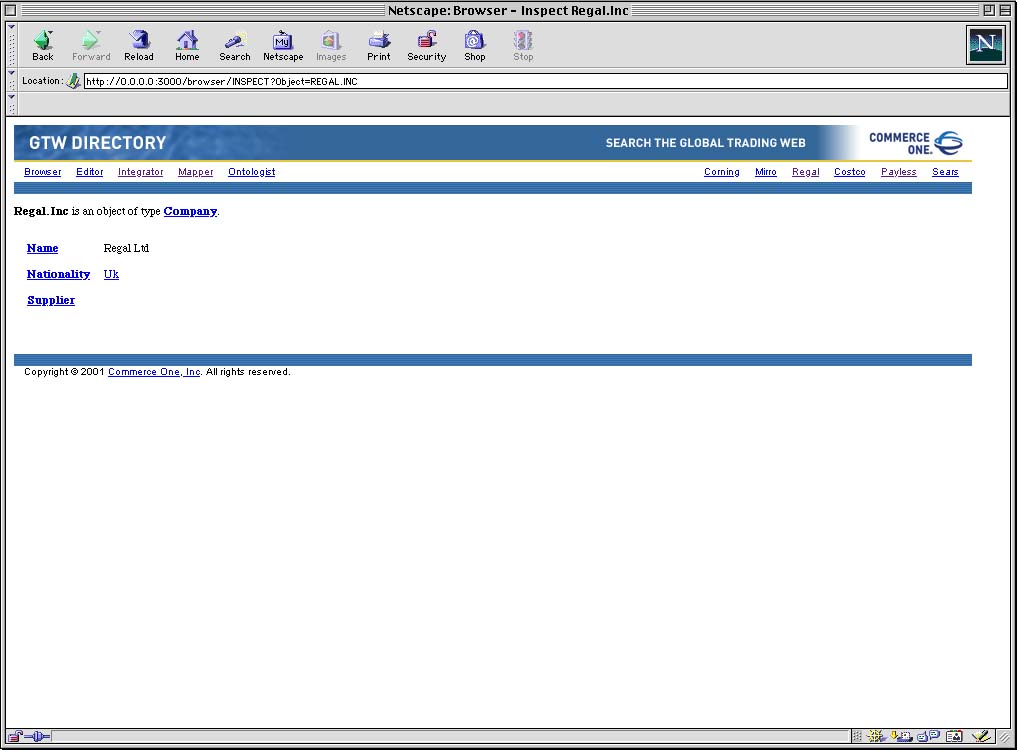 Netscape: Browser - Inspect Regal.Inc
Back Forward Reload Home Search Netscape Images Print Security Shop Stop
My
N
Location: http://0.0.0.0:3000/browser/INSPECT?Object=REGAL.INC
GTW DIRECTORY SEARCH THE GLOBAL TRADING WEB COMMERCE
ONE.
Browser Editor Integrator Mapper Ontologist Corning Mirro Regal Costco Payless Sears
Regal.Inc is an object of type Company.
Name Regal Ltd
Nationality Uk
Supplier
Copyright © 2001 Commerce One, Inc. All rights reserved.